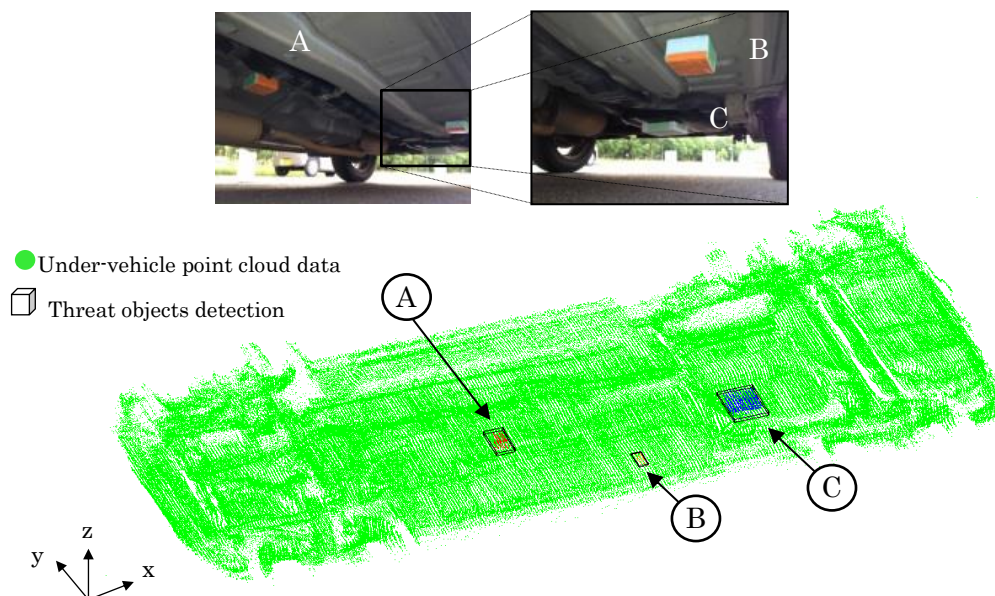 A
B
C
Under-vehicle point cloud data
Threat objects detection
A
B
C
z
y
x